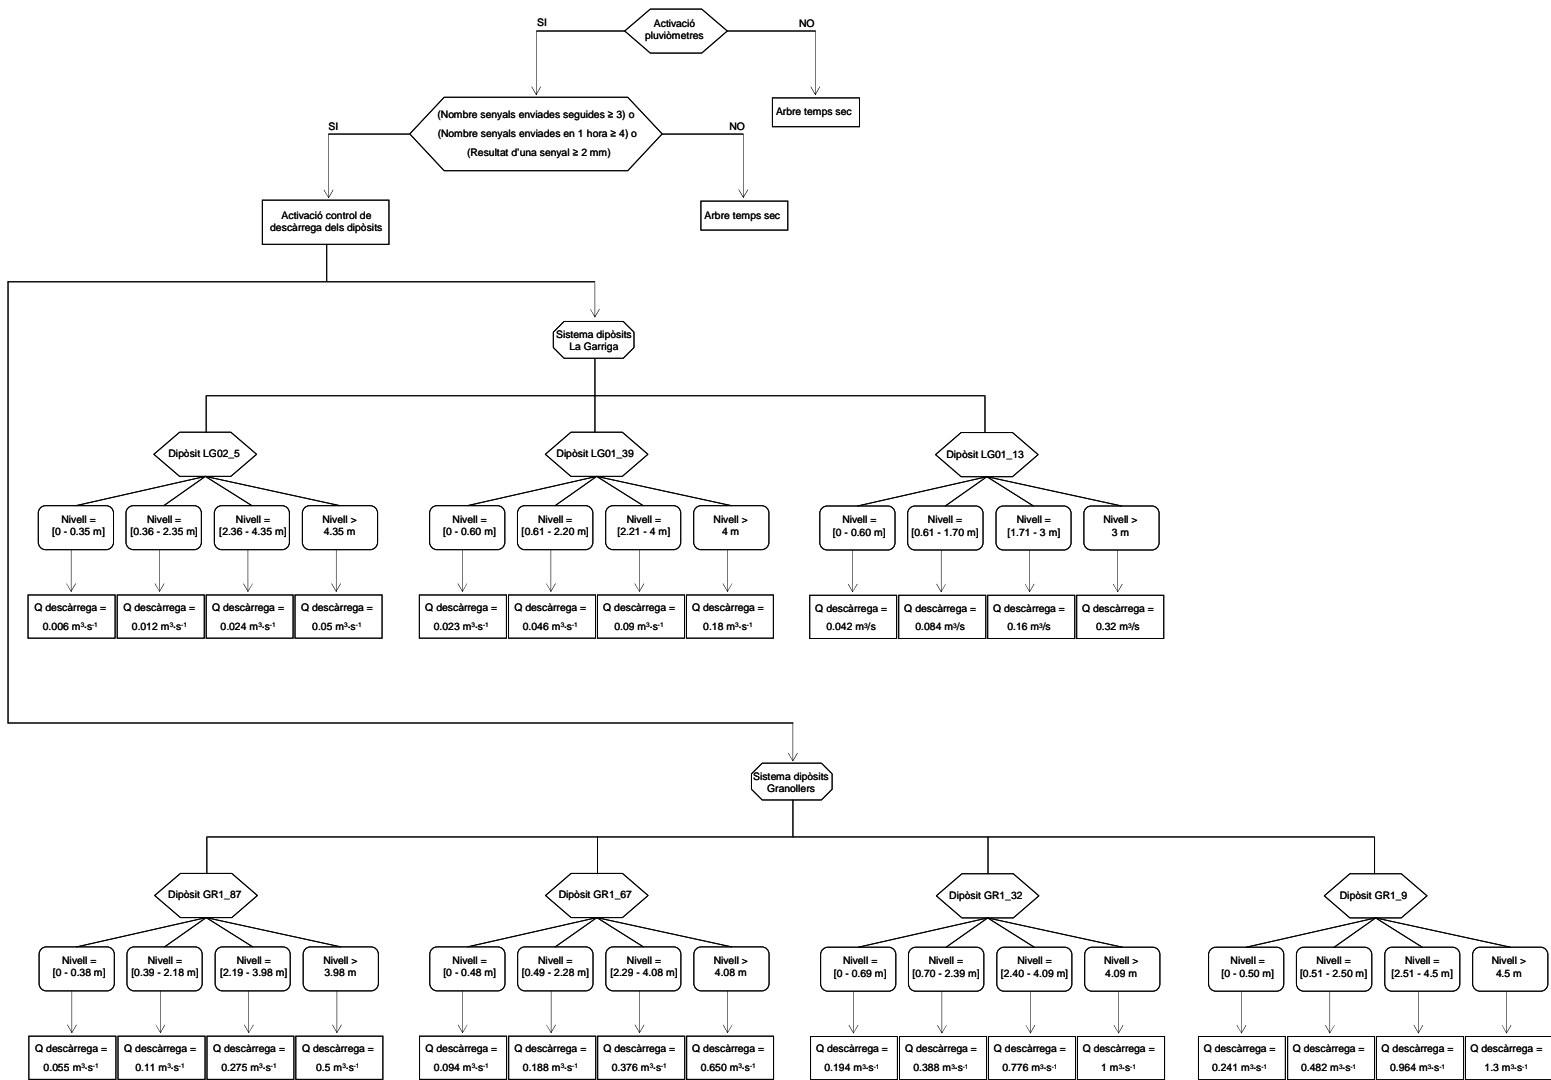 Activació
pluviòmetres
SI
NO
Arbre temps sec
(Nombre senyals enviades seguides ≥ 3) o
(Nombre senyals enviades en 1 hora ≥ 4) o
(Resultat d'una senyal ≥ 2 mm)
SI
NO
Activació control de
descàrrega dels dipòsits
Arbre temps sec
Sistema dipòsits
La Garriga
Dipòsit LG02_5
Nivell =
[0 - 0.35 m]
Nivell =
[0.36 - 2.35 m]
Nivell =
[2.36 - 4.35 m]
Nivell >
4.35 m
Q descàrrega =
0.006 m³·s⁻¹
Q descàrrega =
0.012 m³·s⁻¹
Q descàrrega =
0.024 m³·s⁻¹
Q descàrrega =
0.05 m³·s⁻¹
Dipòsit LG01_39
Nivell =
[0 - 0.60 m]
Nivell =
[0.61 - 2.20 m]
Nivell =
[2.21 - 4 m]
Nivell >
4 m
Q descàrrega =
0.023 m³·s⁻¹
Q descàrrega =
0.046 m³·s⁻¹
Q descàrrega =
0.09 m³·s⁻¹
Q descàrrega =
0.18 m³·s⁻¹
Dipòsit LG01_13
Nivell =
[0 - 0.60 m]
Nivell =
[0.61 - 1.70 m]
Nivell =
[1.71 - 3 m]
Nivell >
3 m
Q descàrrega =
0.042 m³/s
Q descàrrega =
0.084 m³/s
Q descàrrega =
0.16 m³/s
Q descàrrega =
0.32 m³/s
Sistema dipòsits
Granollers
Dipòsit GR1_87
Nivell =
[0 - 0.38 m]
Nivell =
[0.39 - 2.18 m]
Nivell =
[2.19 - 3.98 m]
Nivell >
3.98 m
Q descàrrega =
0.055 m³·s⁻¹
Q descàrrega =
0.11 m³·s⁻¹
Q descàrrega =
0.275 m³·s⁻¹
Q descàrrega =
0.5 m³·s⁻¹
Dipòsit GR1_67
Nivell =
[0 - 0.48 m]
Nivell =
[0.49 - 2.28 m]
Nivell =
[2.29 - 4.08 m]
Nivell >
4.08 m
Q descàrrega =
0.094 m³·s⁻¹
Q descàrrega =
0.188 m³·s⁻¹
Q descàrrega =
0.376 m³·s⁻¹
Q descàrrega =
0.650 m³·s⁻¹
Dipòsit GR1_32
Nivell =
[0 - 0.69 m]
Nivell =
[0.70 - 2.39 m]
Nivell =
[2.40 - 4.09 m]
Nivell >
4.09 m
Q descàrrega =
0.194 m³·s⁻¹
Q descàrrega =
0.388 m³·s⁻¹
Q descàrrega =
0.776 m³·s⁻¹
Q descàrrega =
1 m³·s⁻¹
Dipòsit GR1_9
Nivell =
[0 - 0.50 m]
Nivell =
[0.51 - 2.50 m]
Nivell =
[2.51 - 4.5 m]
Nivell >
4.5 m
Q descàrrega =
0.241 m³·s⁻¹
Q descàrrega =
0.482 m³·s⁻¹
Q descàrrega =
0.964 m³·s⁻¹
Q descàrrega =
1.3 m³·s⁻¹